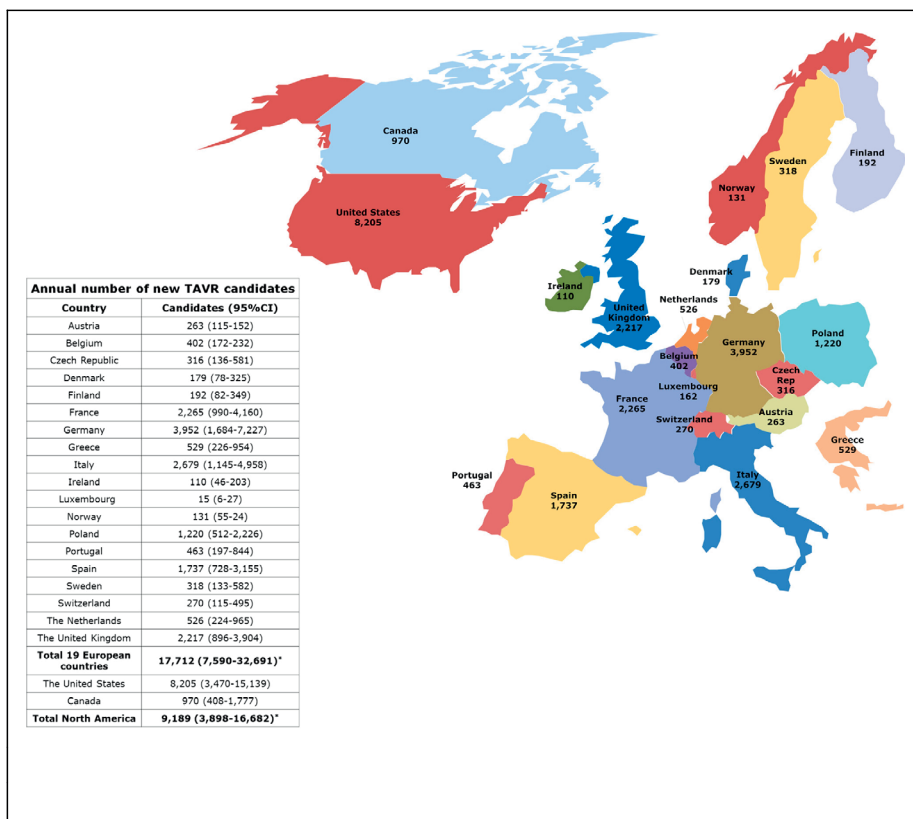 Canada
970
United States
8,205
Norway
131
Sweden
318
Finland
192
Denmark
179
Ireland
110
United
Kingdom
2,217
Netherlands
526
Belgium
402
Luxembourg
162
Germany
3,952
Poland
1,220
Czech
Rep
316
Austria
263
Switzerland
270
France
2,265
Greece
529
Italy
2,679
Portugal
463
Spain
1,737
Annual number of new TAVR candidates
Country Candidates (95%CI)
Austria 263 (115-152)
Belgium 402 (172-232)
Czech Republic 316 (136-581)
Denmark 179 (78-325)
Finland 192 (82-349)
France 2,265 (990-4,160)
Germany 3,952 (1,684-7,227)
Greece 529 (226-954)
Italy 2,679 (1,145-4,958)
Ireland 110 (46-203)
Luxembourg 15 (6-27)
Norway 131 (55-24)
Poland 1,220 (512-2,226)
Portugal 463 (197-844)
Spain 1,737 (728-3,155)
Sweden 318 (133-582)
Switzerland 270 (115-495)
The Netherlands 526 (224-965)
The United Kingdom 2,217 (896-3,904)
Total 19 European
countries 17,712 (7,590-32,691)*
The United States 8,205 (3,470-15,139)
Canada 970 (408-1,777)
Total North America 9,189 (3,898-16,682)*